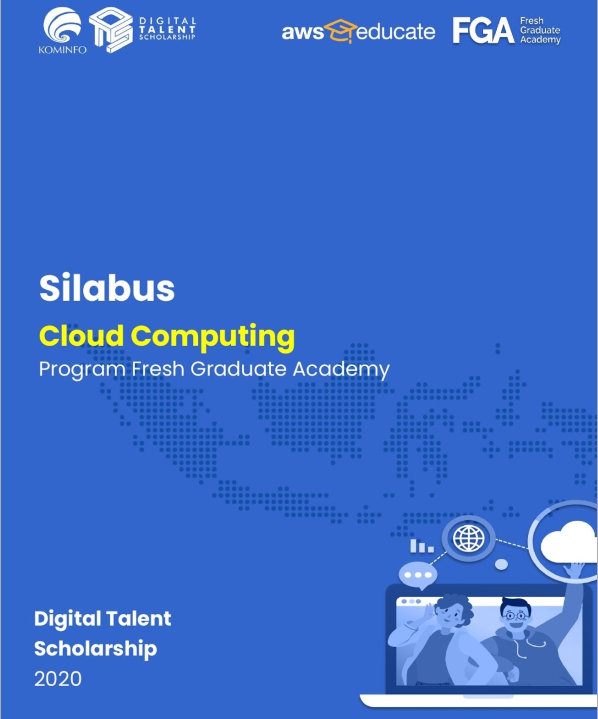 KOMINFO
DIGITAL
TALENT
SCHOLARSHIP
aws educate
FGA
Fresh
Graduate
Academy
Silabus
Cloud Computing
Program Fresh Graduate Academy
Digital Talent
Scholarship
2020